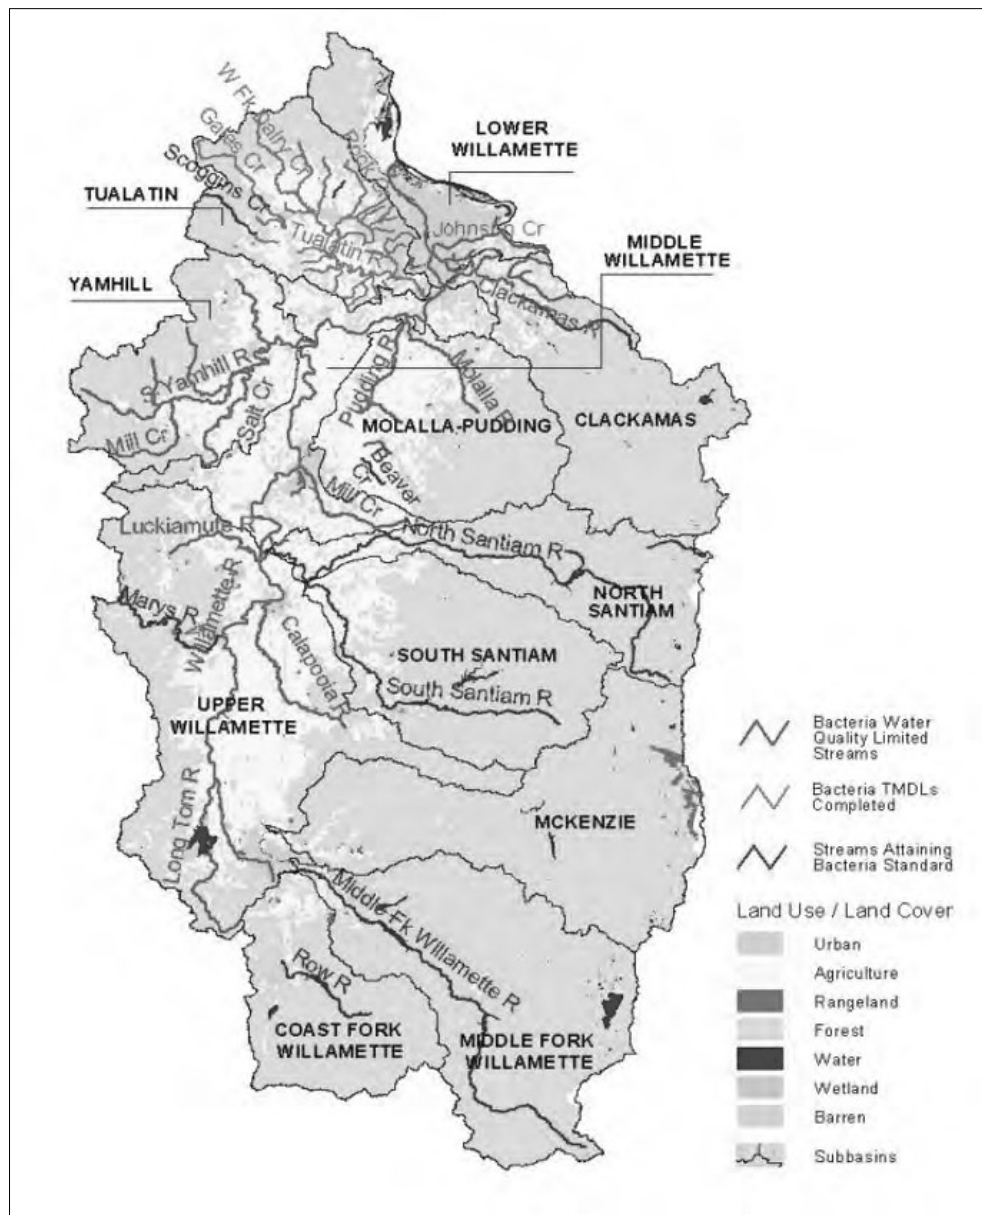 W Fk Dairy Cr
Gales Cr
Scoggins Cr
Rock Cr
LOWER
WILLAMETTE
TUALATIN
Tualatin R
Johnson Cr
MIDDLE
WILLAMETTE
YAMHILL
Clackamas R
S Yamhill R
Salt Cr
Mill Cr
Pudding R
Molalla R
MOLALLA-PUDDING
CLACKAMAS
Beaver
Cr
Mill Cr
Luckiamute R
North Santiam R
NORTH
SANTIAM
Marys R
Willamette R
Calapooia R
SOUTH SANTIAM
South Santiam R
UPPER
WILLAMETTE
Long Tom R
MCKENZIE
Middle Fk Willamette R
Row R
COAST FORK
WILLAMETTE
MIDDLE FORK
WILLAMETTE
Bacteria Water
Quality Limited
Streams
Bacteria TMDLs
Completed
Streams Attaining
Bacteria Standard
Land Use / Land Cover
Urban
Agriculture
Rangeland
Forest
Water
Wetland
Barren
Subbasins